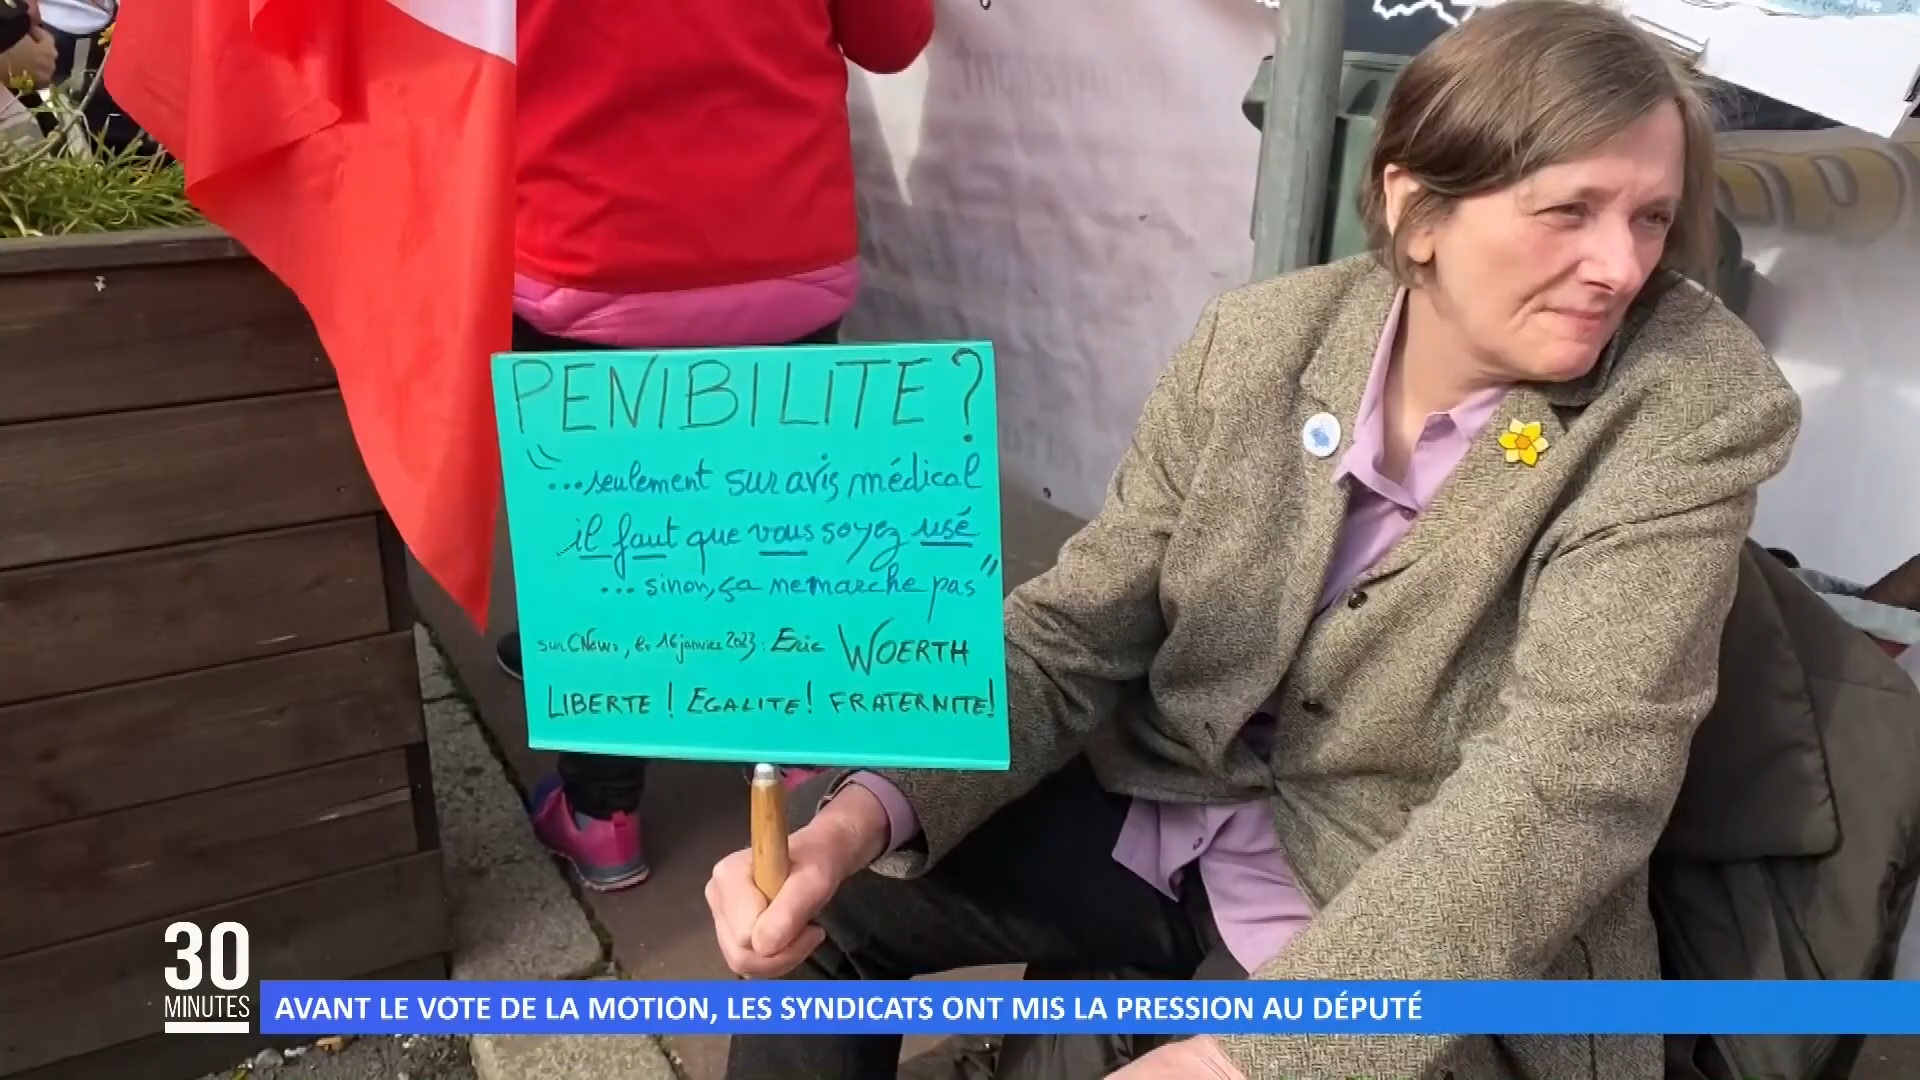 PENIBILITE ?
"...seulement sur avis médical
il faut que vous soyez usé
... sinon, ça ne marche pas"
sur CNews, le 16 janvier 2023 : Eric WOERTH
LIBERTE ! EGALITE ! FRATERNITE !
30
MINUTES
AVANT LE VOTE DE LA MOTION, LES SYNDICATS ONT MIS LA PRESSION AU DÉPUTÉ